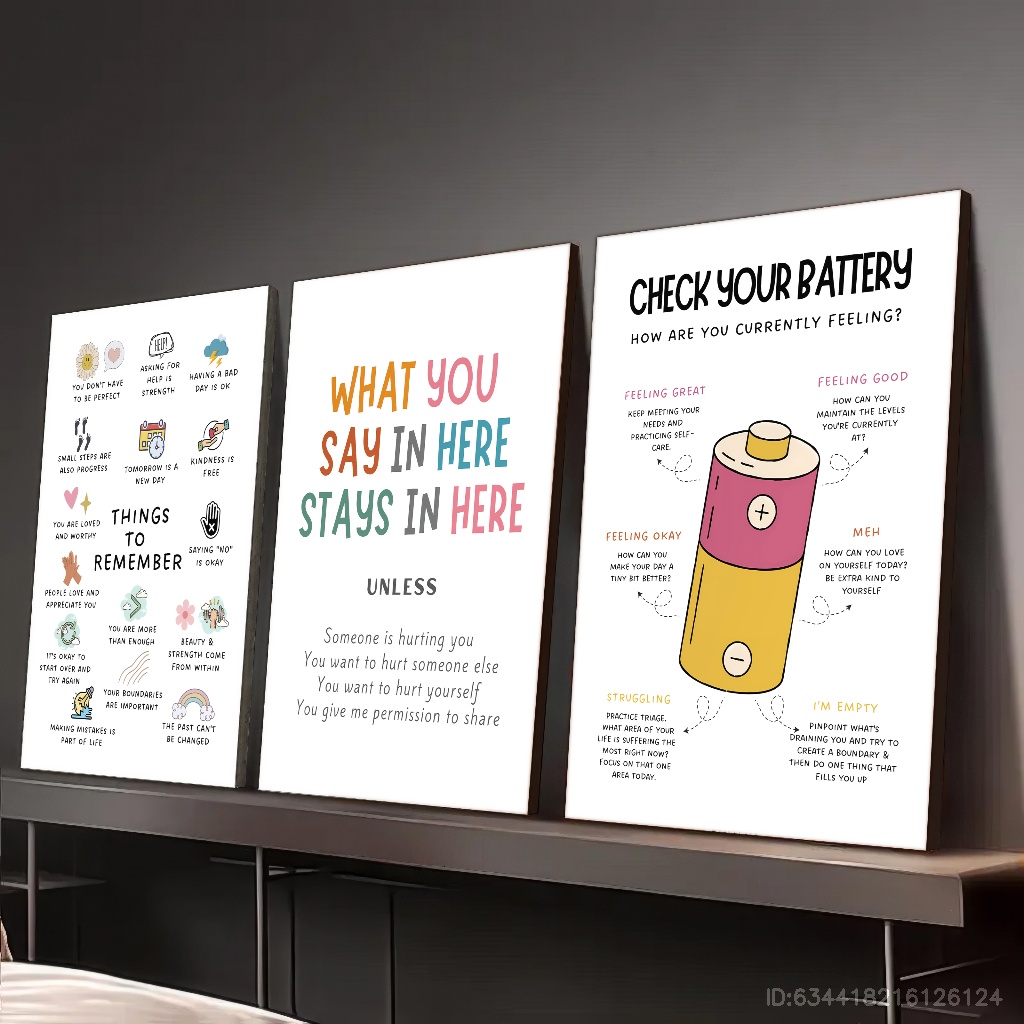 HELP!
YOU DON'T HAVE
TO BE PERFECT
ASKING FOR
HELP IS
STRENGTH
HAVING A BAD
DAY IS OK
SMALL STEPS ARE
ALSO PROGRESS
TOMORROW IS A
NEW DAY
KINDNESS IS
FREE
YOU ARE LOVED
AND WORTHY
THINGS
TO
REMEMBER
SAYING "NO"
IS OKAY
PEOPLE LOVE AND
APPRECIATE YOU
YOU ARE MORE
THAN ENOUGH
BEAUTY &
STRENGTH COME
FROM WITHIN
IT'S OKAY TO
START OVER AND
TRY AGAIN
YOUR BOUNDARIES
ARE IMPORTANT
MAKING MISTAKES IS
PART OF LIFE
THE PAST CAN'T
BE CHANGED
WHAT YOU
SAY IN HERE
STAYS IN HERE
UNLESS
Someone is hurting you
You want to hurt someone else
You want to hurt yourself
You give me permission to share
CHECK YOUR BATTERY
HOW ARE YOU CURRENTLY FEELING?
FEELING GREAT
KEEP MEETING YOUR
NEEDS AND
PRACTICING SELF-
CARE.
FEELING GOOD
HOW CAN YOU
MAINTAIN THE LEVELS
YOU'RE CURRENTLY
AT?
FEELING OKAY
HOW CAN YOU
MAKE YOUR DAY A
TINY BIT BETTER?
MEH
HOW CAN YOU LOVE
ON YOURSELF TODAY?
BE EXTRA KIND TO
YOURSELF
STRUGGLING
PRACTICE TRIAGE.
WHAT AREA OF YOUR
LIFE IS SUFFERING THE
MOST RIGHT NOW?
FOCUS ON THAT ONE
AREA TODAY.
I'M EMPTY
PINPOINT WHAT'S
DRAINING YOU AND TRY TO
CREATE A BOUNDARY &
THEN DO ONE THING THAT
FILLS YOU UP
ID:634418216126124